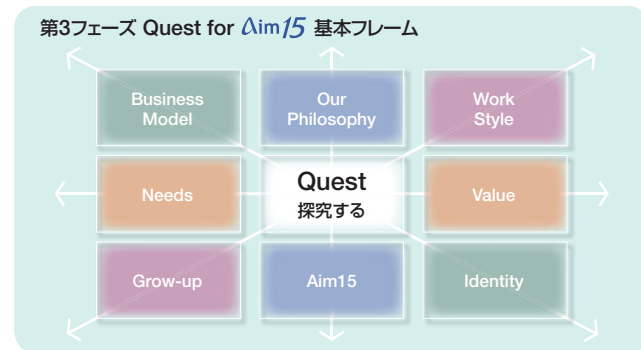 第3フェーズ Quest for Aim15 基本フレーム
Business
Model
Our
Philosophy
Work
Style
Needs
Quest
探究する
Value
Grow-up
Aim15
Identity